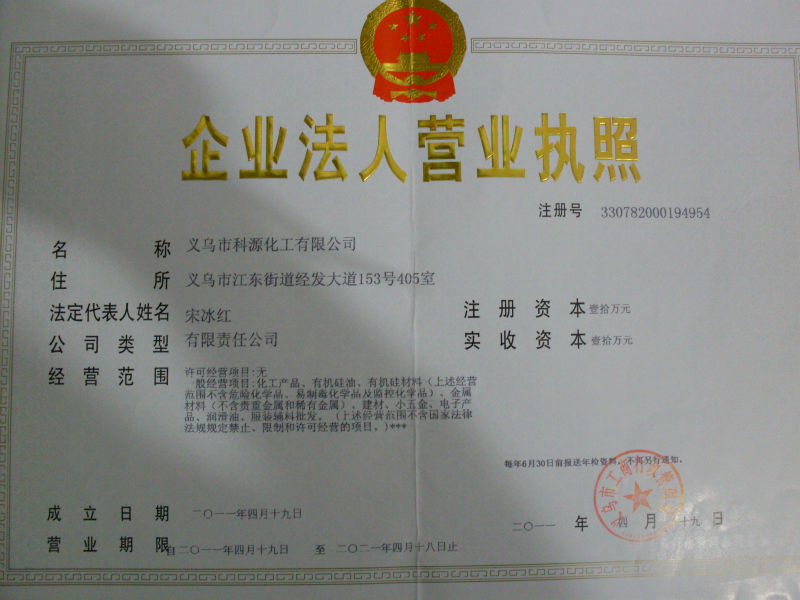 企业法人营业执照
注册号 330782000194954
名称 义乌市科源化工有限公司
住所 义乌市江东街道经发大道153号405室
法定代表人姓名 宋冰红
注册资本 壹拾万元
公司类型 有限责任公司
实收资本 壹拾万元
经营范围 许可经营项目:无
一般经营项目:化工产品、有机硅油、有机硅材料（上述经营
范围不含危险化学品、易制毒化学品及监控化学品）、金属
材料（不含贵重金属和稀有金属）、建材、小五金、电子产
品、润滑油、服装辅料批发。（上述经营范围不含国家法律
法规规定禁止、限制和许可经营的项目。)***
每年6月30日前报送年检资料，不再另行通知。
义乌市工商行政管理局
成立日期 二〇一一年四月十九日
二〇一一 年 四 月 十九 日
营业期限 自二〇一一年四月十九日 至 二〇二一年四月十八日止